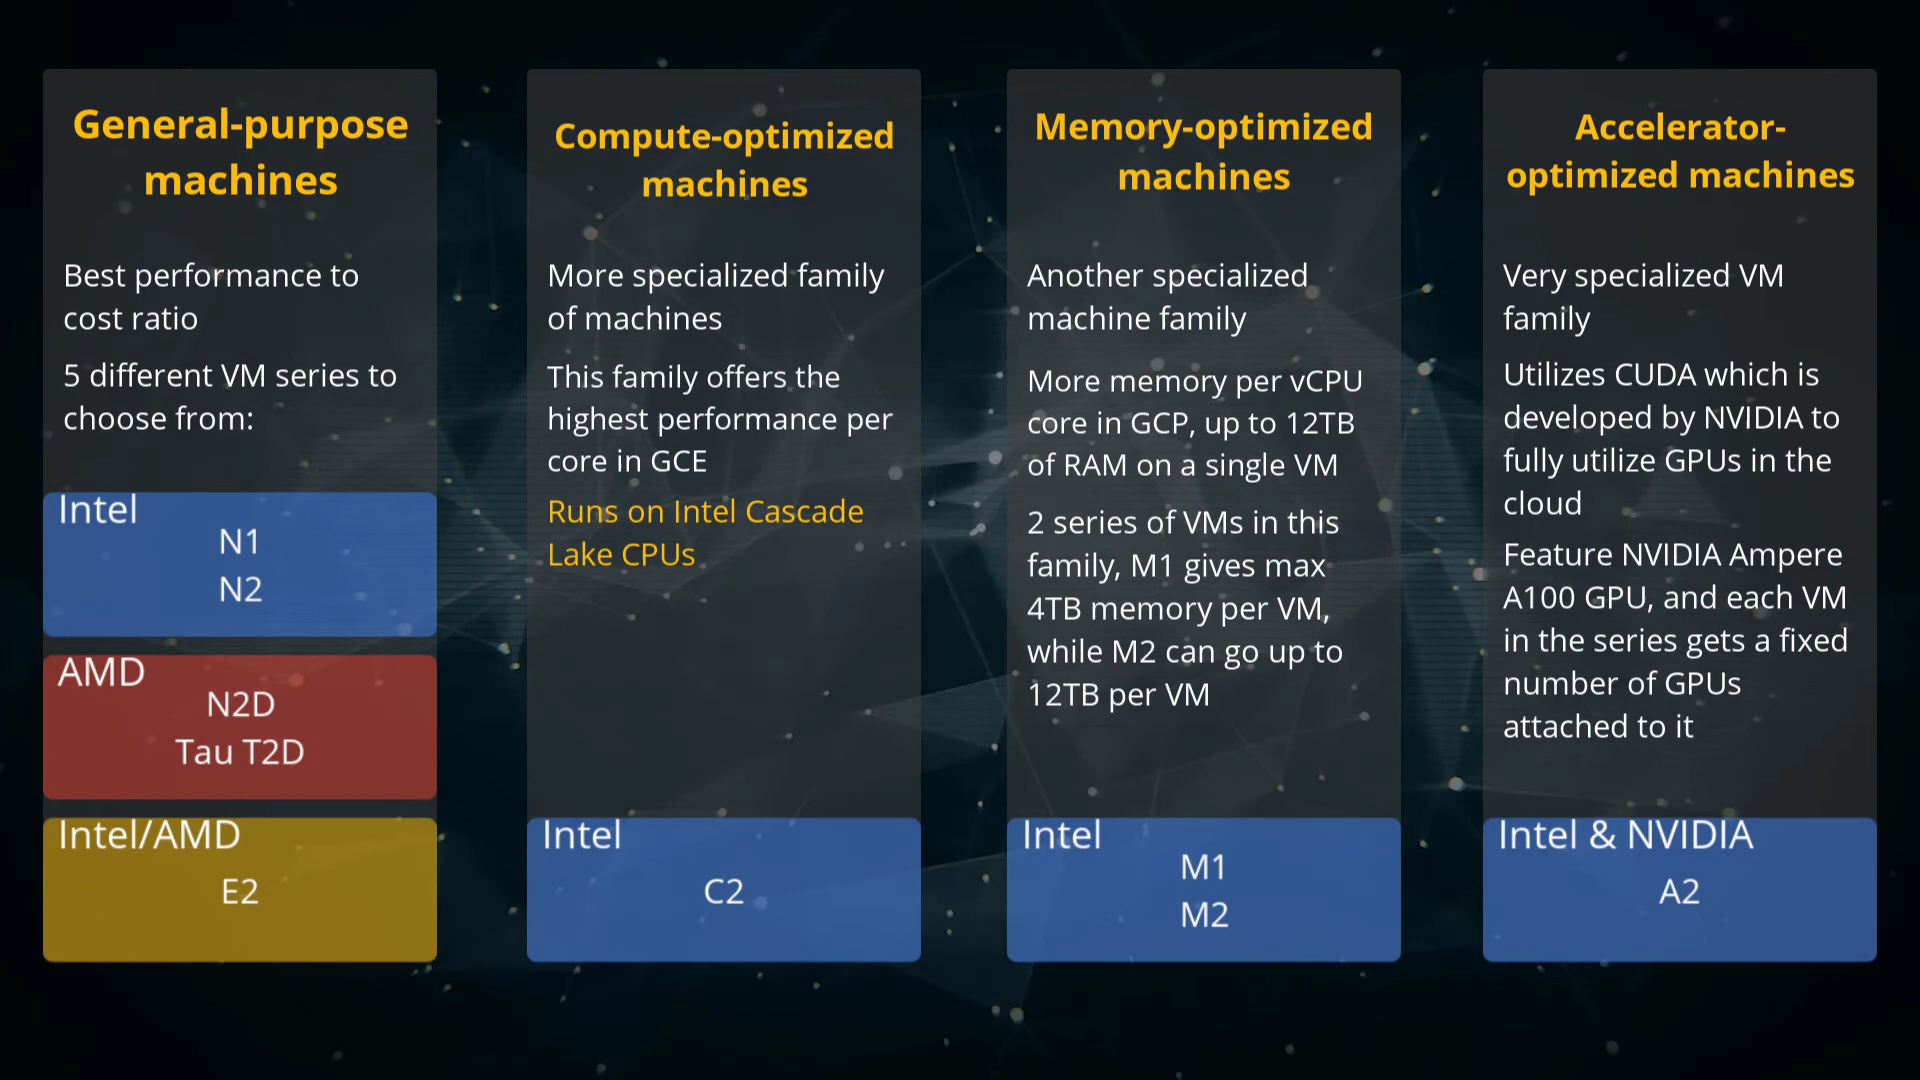 General-purpose
machines
Best performance to
cost ratio
5 different VM series to
choose from:
Intel
N1
N2
AMD
N2D
Tau T2D
Intel/AMD
E2
Compute-optimized
machines
More specialized family
of machines
This family offers the
highest performance per
core in GCE
Runs on Intel Cascade
Lake CPUs
Intel
C2
Memory-optimized
machines
Another specialized
machine family
More memory per vCPU
core in GCP, up to 12TB
of RAM on a single VM
2 series of VMs in this
family, M1 gives max
4TB memory per VM,
while M2 can go up to
12TB per VM
Intel
M1
M2
Accelerator-
optimized machines
Very specialized VM
family
Utilizes CUDA which is
developed by NVIDIA to
fully utilize GPUs in the
cloud
Feature NVIDIA Ampere
A100 GPU, and each VM
in the series gets a fixed
number of GPUs
attached to it
Intel & NVIDIA
A2